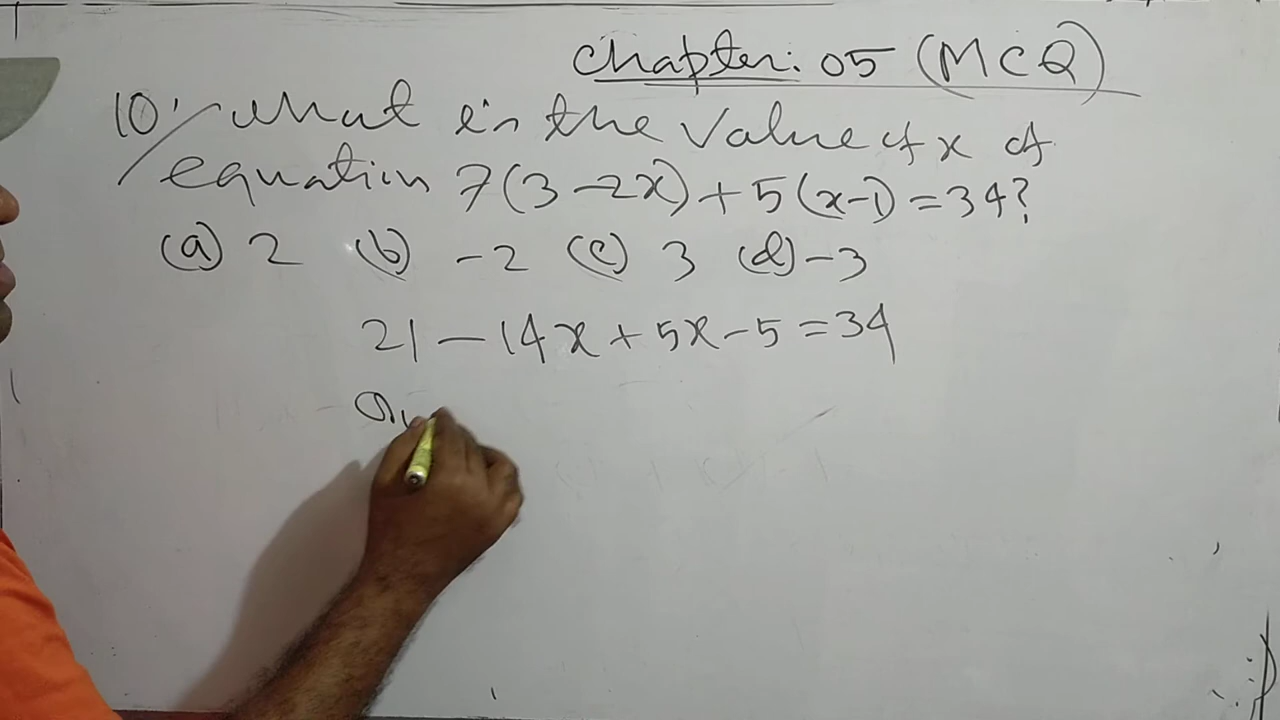 Chapter: 05 (MCQ)
10. What is the value of x of
equation 7(3-2x)+5(x-1)=34?
(a) 2 (b) -2 (c) 3 (d) -3
21-14x+5x-5=34